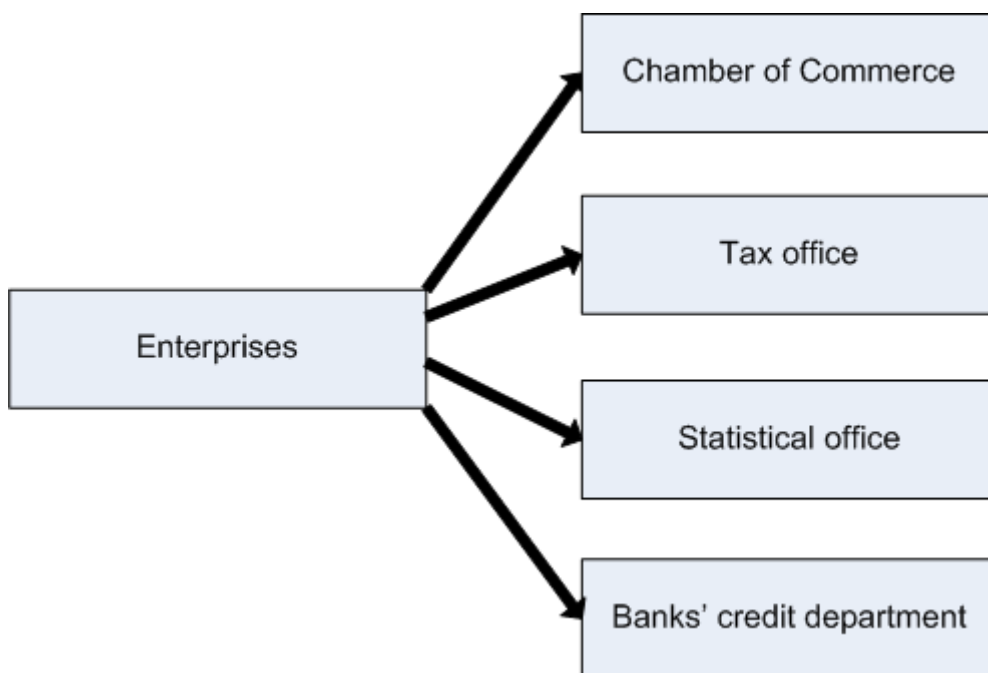 Chamber of Commerce
Tax office
Enterprises
Statistical office
Banks' credit department